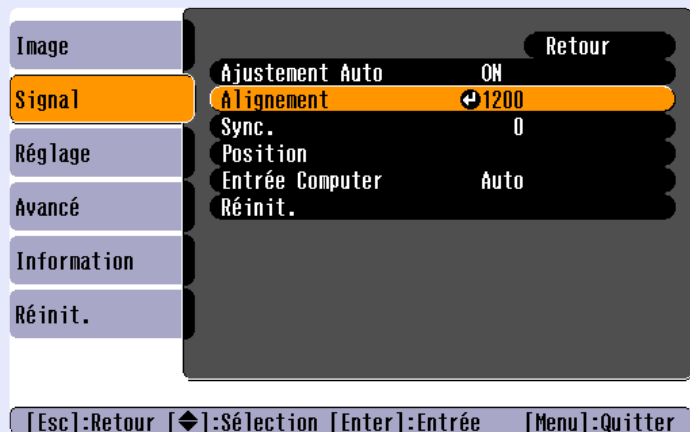 Image
Signal
Réglage
Avancé
Information
Réinit.
Retour
Ajustement Auto ON
Alignement 1200
Sync. 0
Position
Entrée Computer Auto
Réinit.
[Esc]:Retour [◆]:Sélection [Enter]:Entrée [Menu]:Quitter